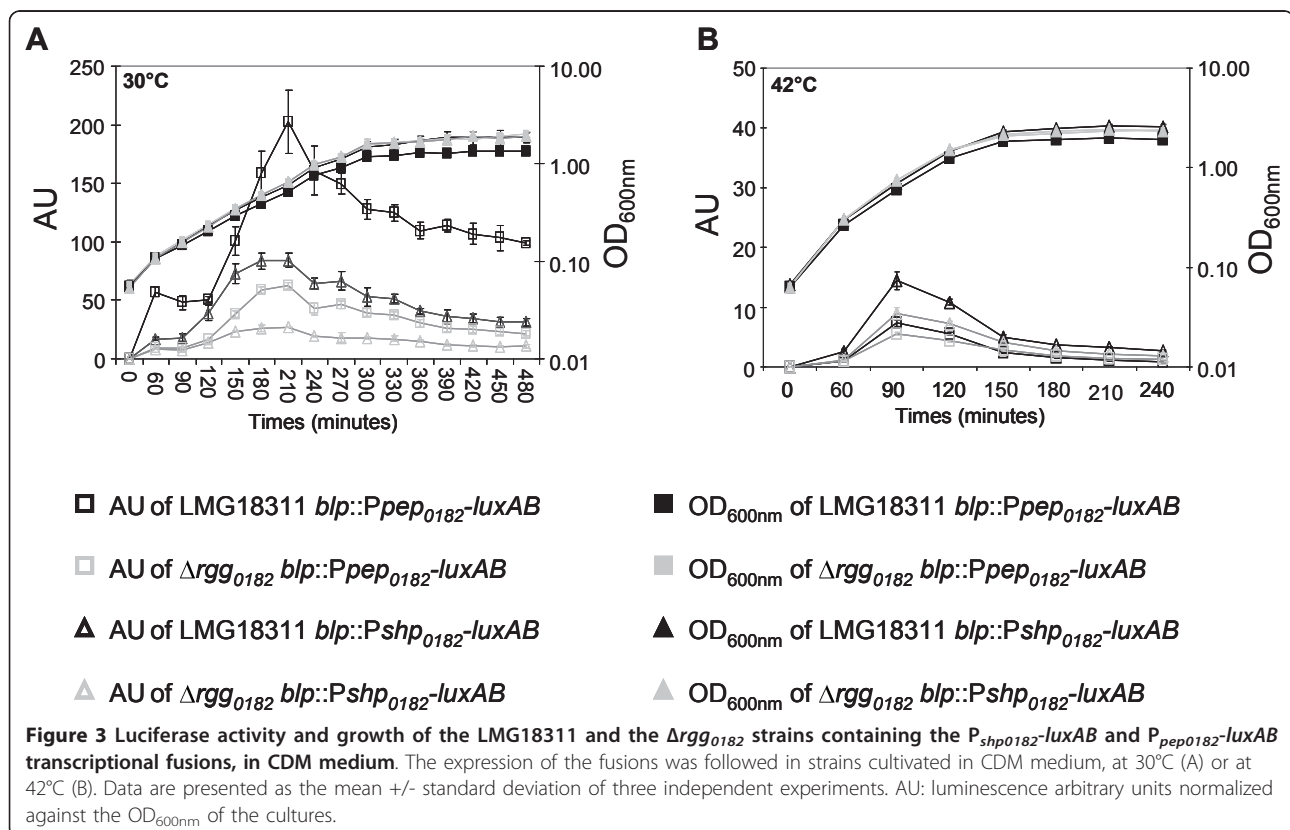 A
B
250
200
150
100
50
0
AU
30°C
10.00
1.00
0.10
0.01
OD600nm
0 60 90 120 150 180 210 240 270 300 330 360 390 420 450 480
Times (minutes)
50
40
30
20
10
0
AU
42°C
10.00
1.00
0.10
0.01
OD600nm
0 60 90 120 150 180 210 240
Times (minutes)
AU of LMG18311 blp::Ppep0182-luxAB
OD600nm of LMG18311 blp::Ppep0182-luxAB
AU of Δrgg0182 blp::Ppep0182-luxAB
OD600nm of Δrgg0182 blp::Ppep0182-luxAB
AU of LMG18311 blp::Pshp0182-luxAB
OD600nm of LMG18311 blp::Pshp0182-luxAB
AU of Δrgg0182 blp::Pshp0182-luxAB
OD600nm of Δrgg0182 blp::Pshp0182-luxAB
Figure 3 Luciferase activity and growth of the LMG18311 and the Δrgg0182 strains containing the Pshp0182-luxAB and Ppep0182-luxAB
transcriptional fusions, in CDM medium. The expression of the fusions was followed in strains cultivated in CDM medium, at 30°C (A) or at
42°C (B). Data are presented as the mean +/- standard deviation of three independent experiments. AU: luminescence arbitrary units normalized
against the OD600nm of the cultures.